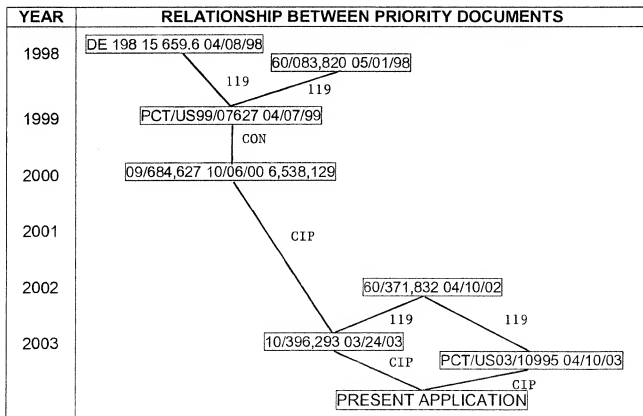 YEAR
RELATIONSHIP BETWEEN PRIORITY DOCUMENTS
1998
DE 198 15 659.6 04/08/98
60/083,820 05/01/98
119
119
1999
PCT/US99/07627 04/07/99
CON
2000
09/684,627 10/06/00 6,538,129
2001
CIP
2002
60/371,832 04/10/02
119
119
2003
10/396,293 03/24/03
PCT/US03/10995 04/10/03
CIP
CIP
PRESENT APPLICATION